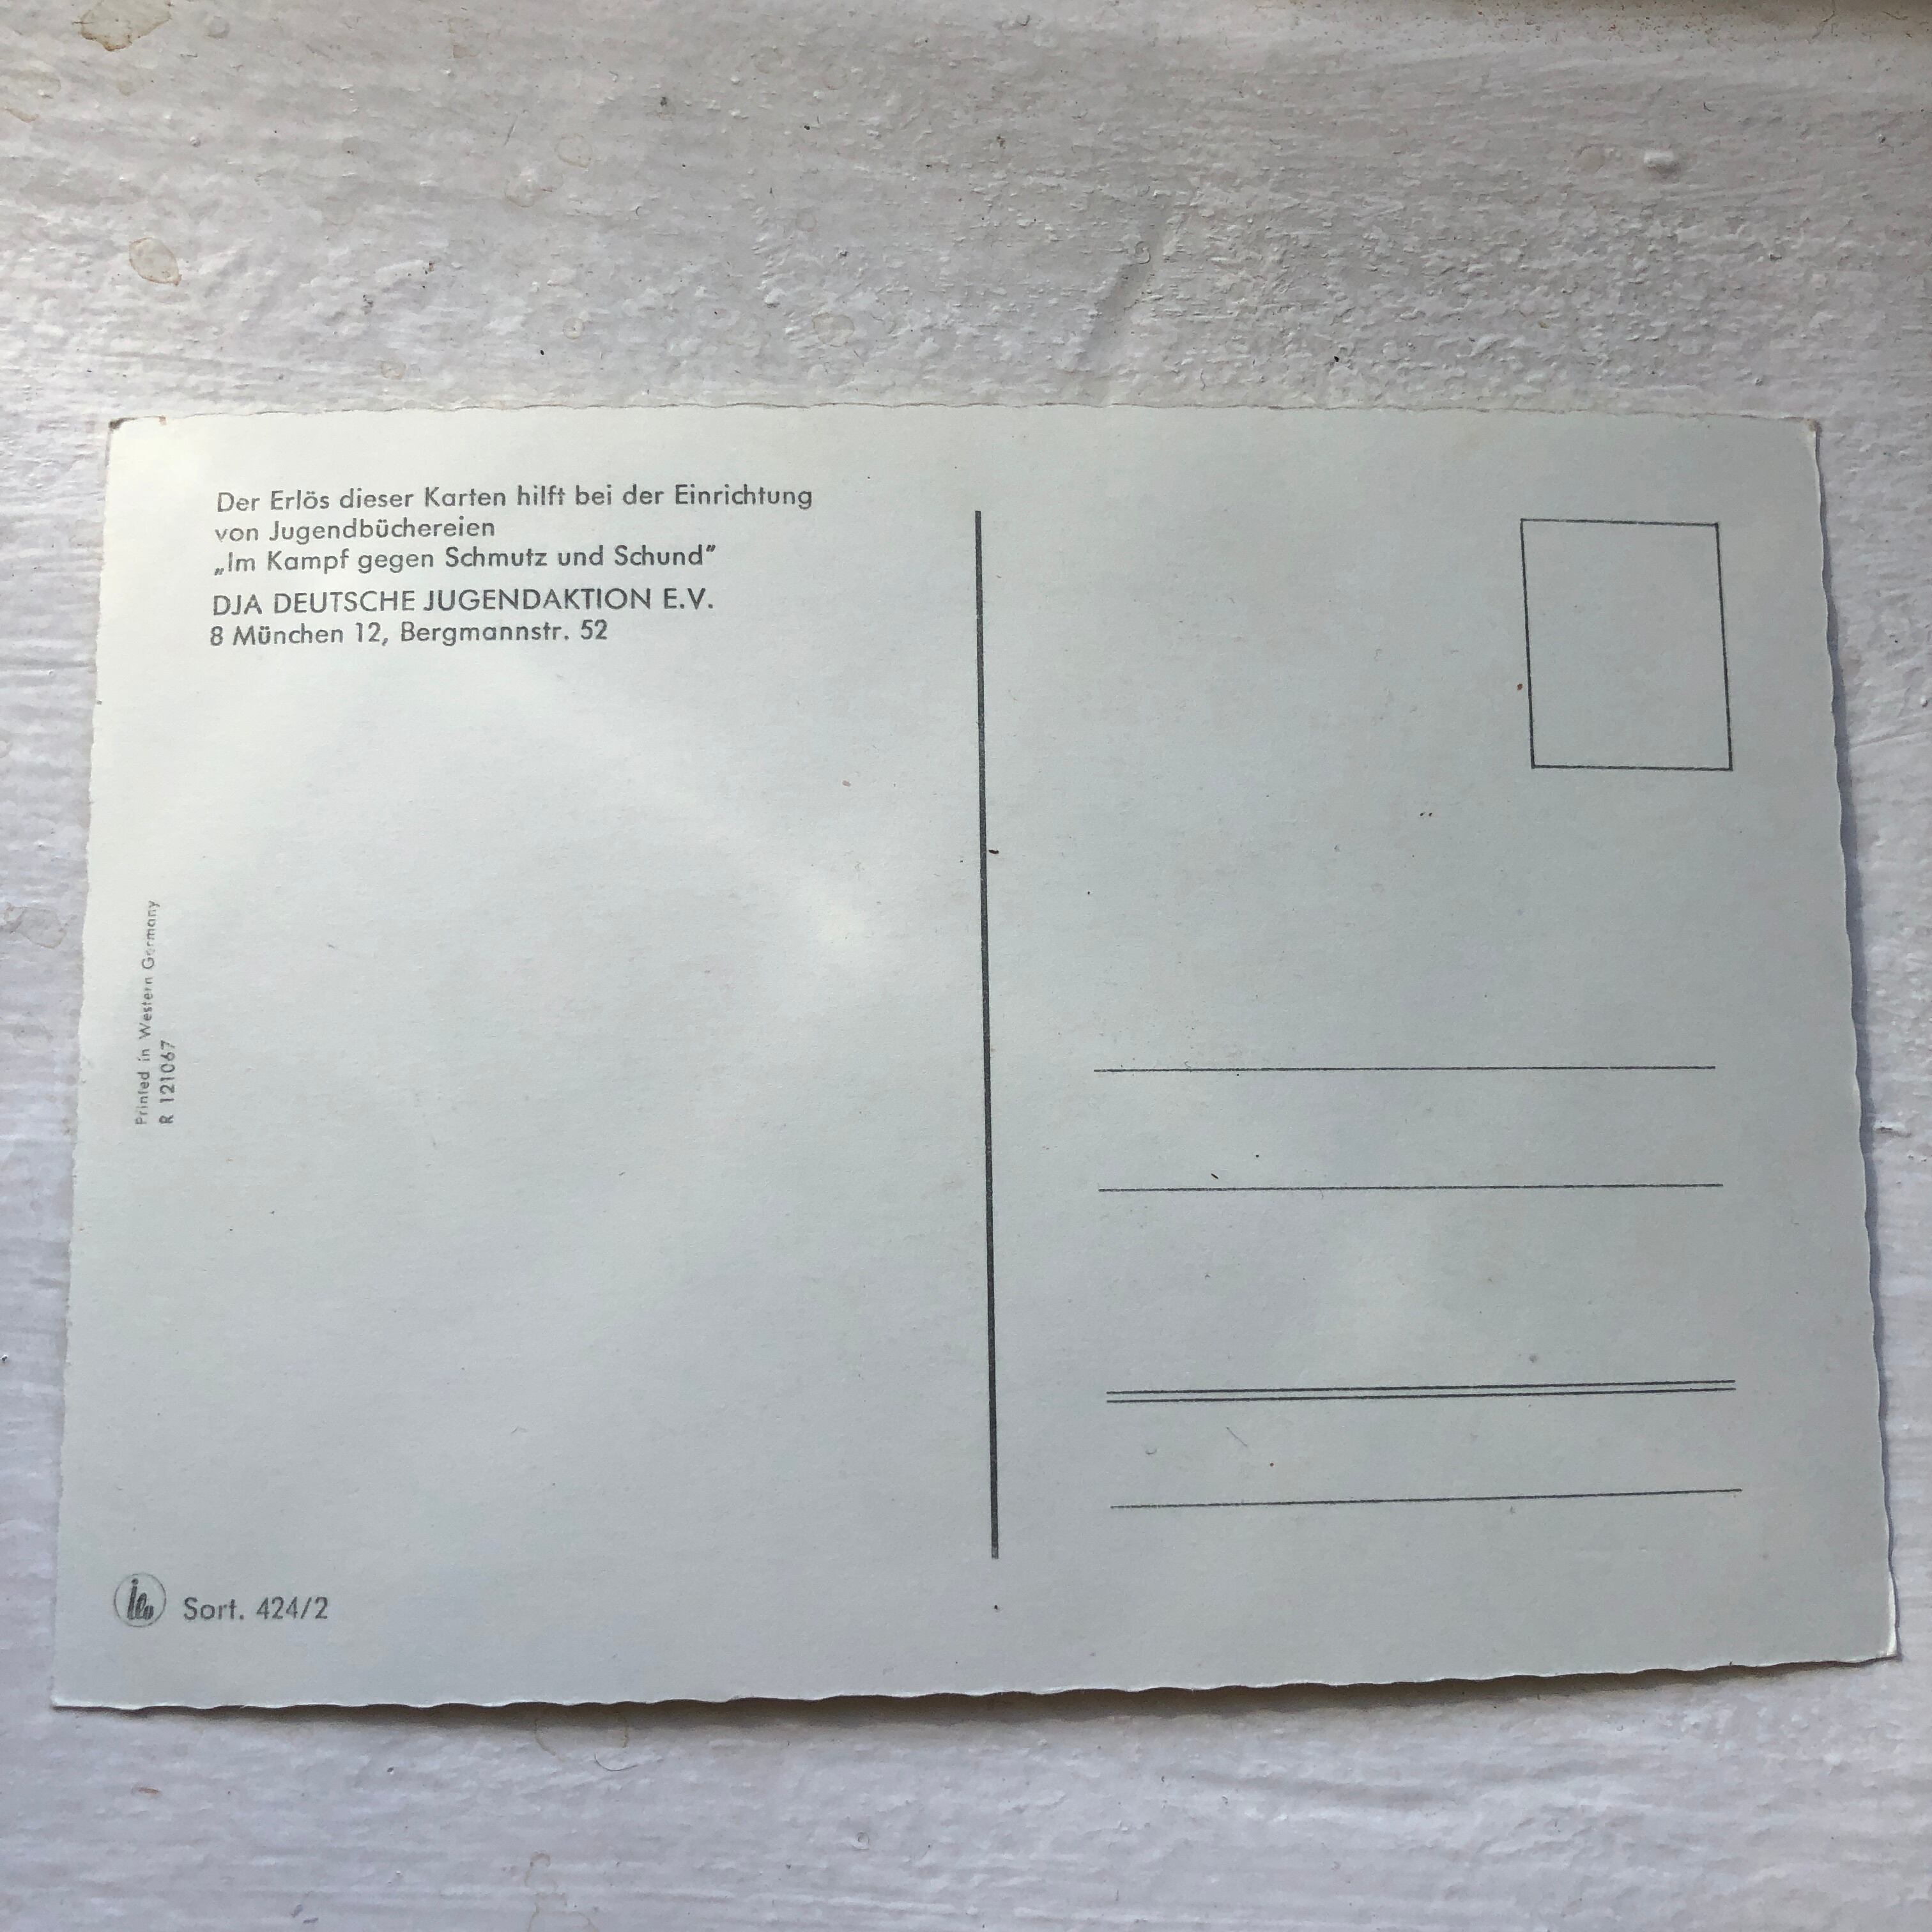 Der Erlös dieser Karten hilft bei der Einrichtung
von Jugendbüchereien
„Im Kampf gegen Schmutz und Schund"
DJA DEUTSCHE JUGENDAKTION E.V.
8 München 12, Bergmannstr. 52
Printed in Western Germany
R 121067
Sort. 424/2